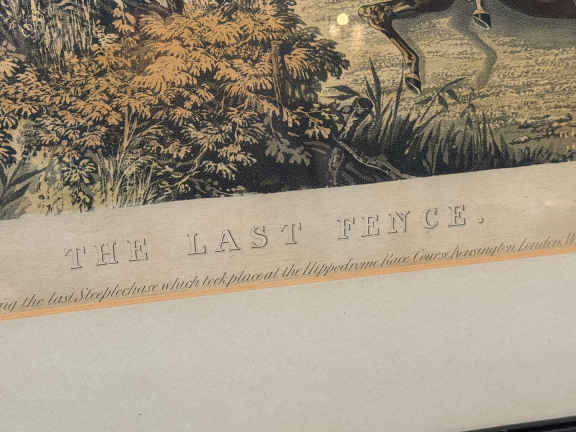 THE LAST FENCE.
the last Steeplechase which took place at the Hippodrome Race Course, Kensington, London,